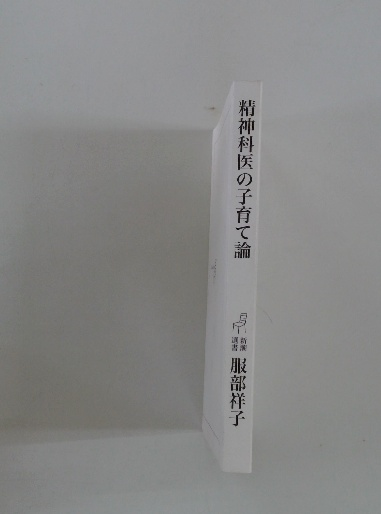 精神科医の子育て論
新潮
選書
服部祥子